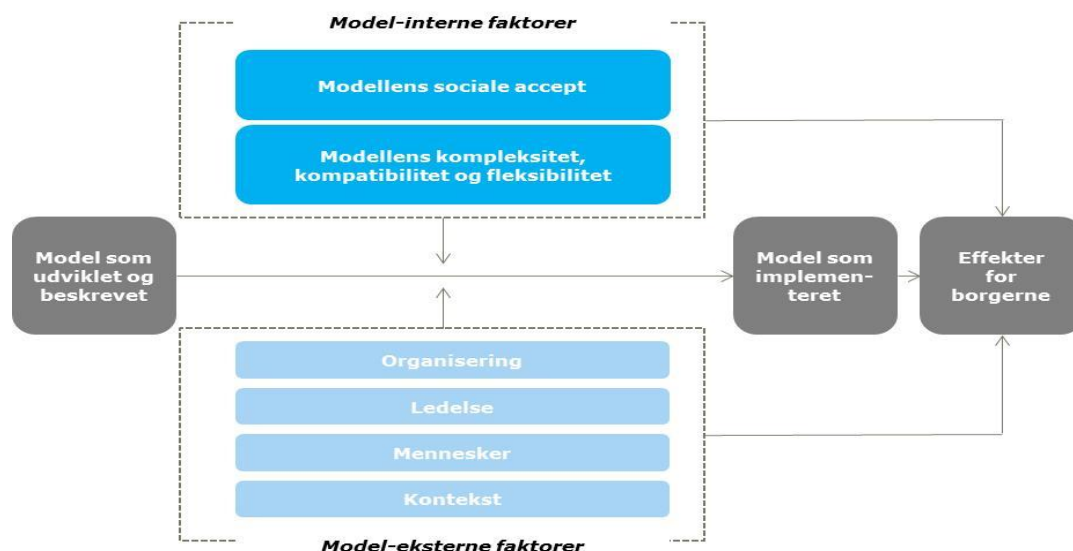 Model-interne faktorer
Modellens sociale accept
Modellens kompleksitet,
kompatibilitet og fleksibilitet
Model som
udviklet og
beskrevet
Model som
implemen-
teret
Effekter
for
borgerne
Organisering
Ledelse
Mennesker
Kontekst
Model-eksterne faktorer